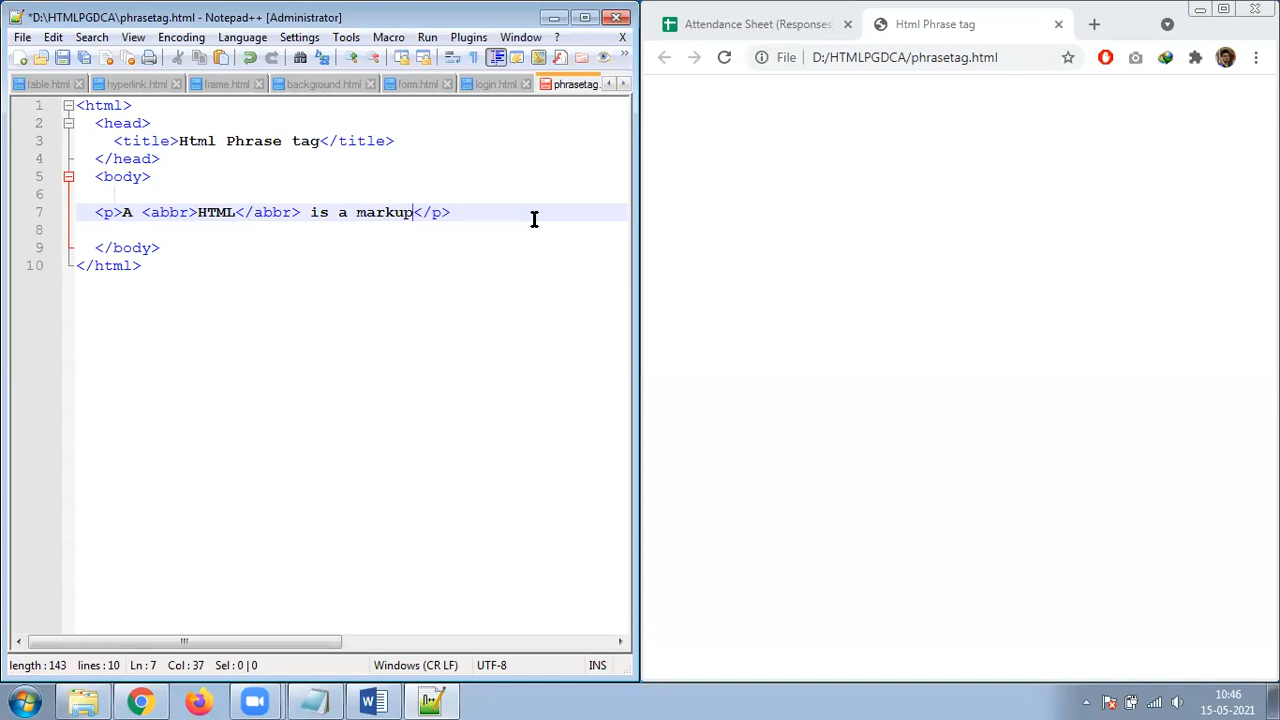 *D:\HTMLPGDCA\phrasetag.html - Notepad++ [Administrator]
File Edit Search View Encoding Language Settings Tools Macro Run Plugins Window ? X
table.html hyperlink.html frame.html background.html form.html login.html phrasetag.
1 <html>
2 <head>
3 <title>Html Phrase tag</title>
4 </head>
5 <body>
6
7 <p>A <abbr>HTML</abbr> is a markup</p>
8
9 </body>
10 </html>
length : 143 lines : 10 Ln : 7 Col : 37 Sel : 0 | 0 Windows (CR LF) UTF-8 INS
Attendance Sheet (Responses
Html Phrase tag
File D:/HTMLPGDCA/phrasetag.html
10:46
15-05-2021